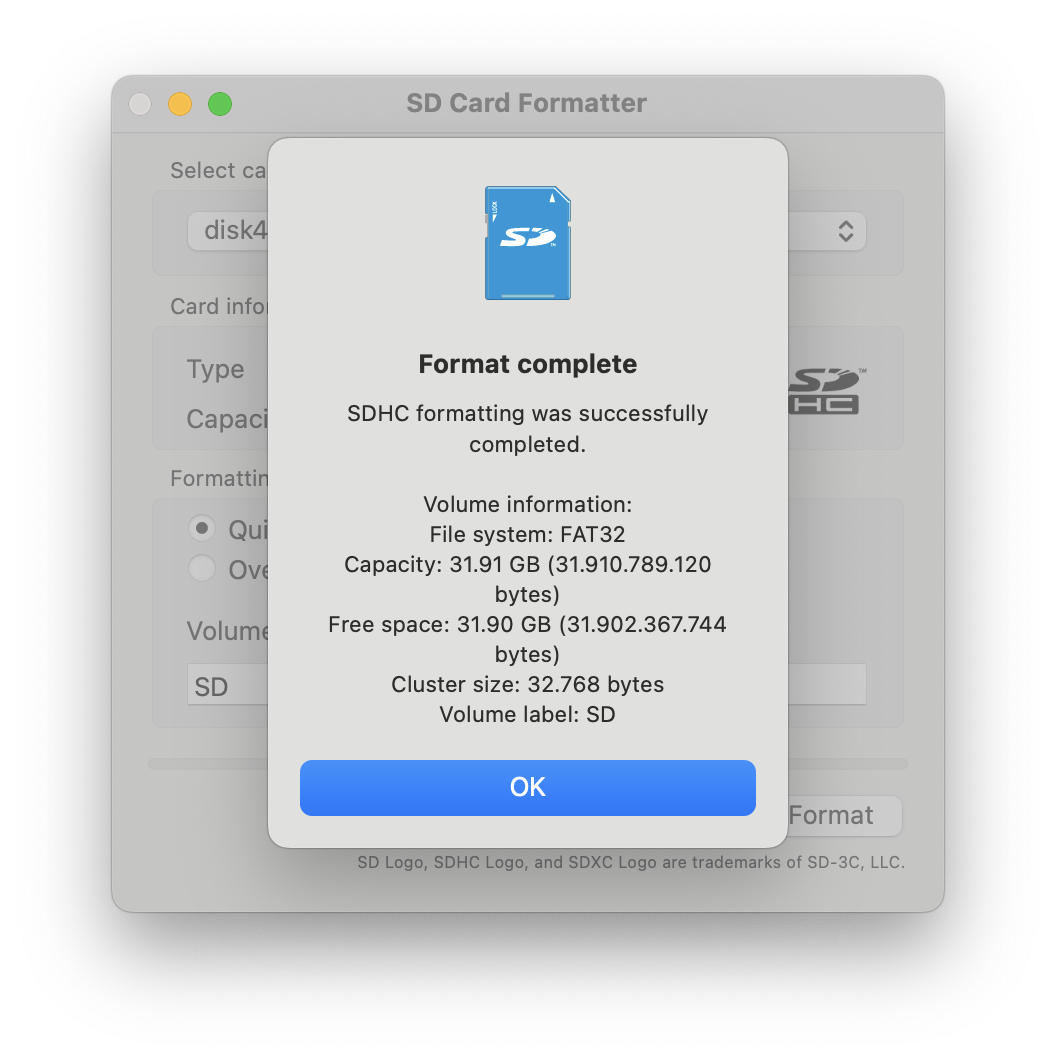 SD Card Formatter
Select ca
disk4
Card infor
Type
Capaci
SD
HC
Formattin
Qui
Ove
Volume
SD
LOCK
SD
Format complete
SDHC formatting was successfully
completed.
Volume information:
File system: FAT32
Capacity: 31.91 GB (31.910.789.120
bytes)
Free space: 31.90 GB (31.902.367.744
bytes)
Cluster size: 32.768 bytes
Volume label: SD
OK
Format
SD Logo, SDHC Logo, and SDXC Logo are trademarks of SD-3C, LLC.